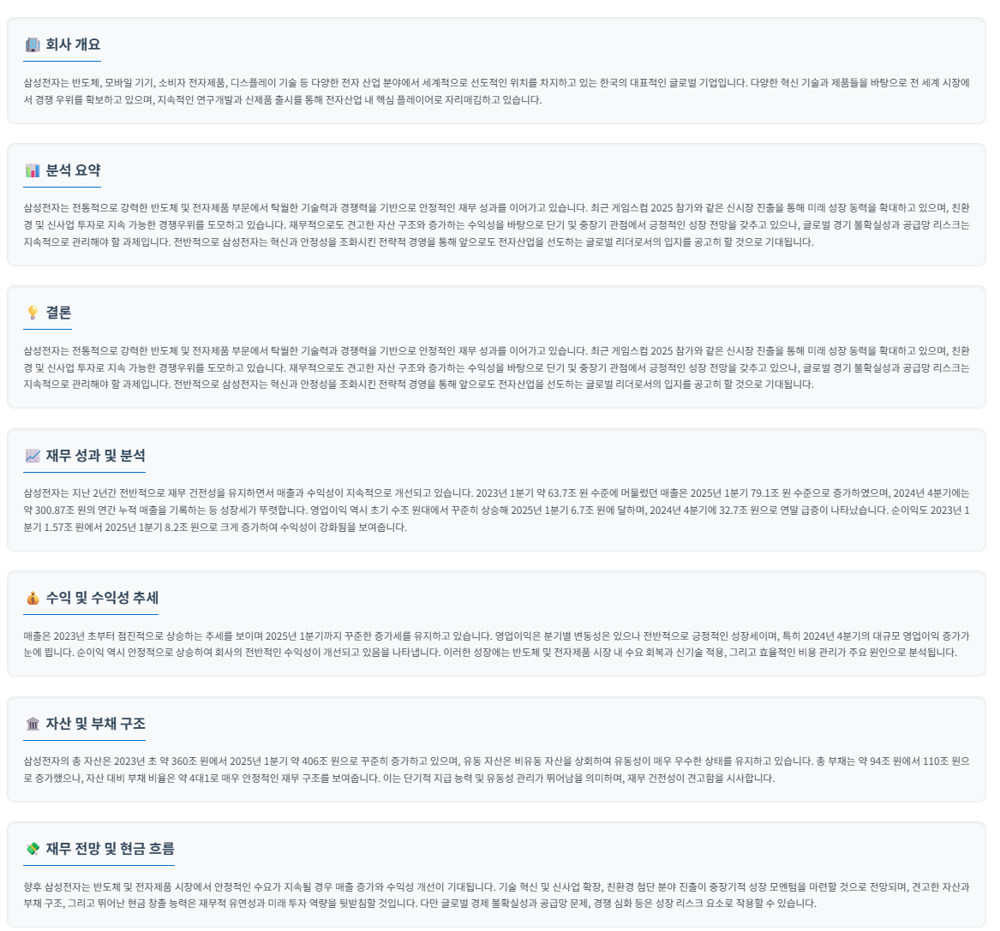 회사 개요
삼성전자는 반도체, 모바일 기기, 소비자 전자제품, 디스플레이 기술 등 다양한 전자 산업 분야에서 세계적으로 선도적인 위치를 차지하고 있는 한국의 대표적인 글로벌 기업입니다. 다양한 혁신 기술과 제품들을 바탕으로 전 세계 시장에
서 경쟁 우위를 확보하고 있으며, 지속적인 연구개발과 신제품 출시를 통해 전자산업 내 핵심 플레이어로 자리매김하고 있습니다.
분석 요약
삼성전자는 전통적으로 강력한 반도체 및 전자제품 부문에서 탁월한 기술력과 경쟁력을 기반으로 안정적인 재무 성과를 이어가고 있습니다. 최근 게임스컴 2025 참가와 같은 신시장 진출을 통해 미래 성장 동력을 확대하고 있으며, 친환
경 및 신사업 투자로 지속 가능한 경쟁우위를 도모하고 있습니다. 재무적으로도 견고한 자산 구조와 증가하는 수익성을 바탕으로 단기 및 중장기 관점에서 긍정적인 성장 전망을 갖추고 있으나, 글로벌 경기 불확실성과 공급망 리스크는
지속적으로 관리해야 할 과제입니다. 전반적으로 삼성전자는 혁신과 안정성을 조화시킨 전략적 경영을 통해 앞으로도 전자산업을 선도하는 글로벌 리더로서의 입지를 공고히 할 것으로 기대됩니다.
결론
삼성전자는 전통적으로 강력한 반도체 및 전자제품 부문에서 탁월한 기술력과 경쟁력을 기반으로 안정적인 재무 성과를 이어가고 있습니다. 최근 게임스컴 2025 참가와 같은 신시장 진출을 통해 미래 성장 동력을 확대하고 있으며, 친환
경 및 신사업 투자로 지속 가능한 경쟁우위를 도모하고 있습니다. 재무적으로도 견고한 자산 구조와 증가하는 수익성을 바탕으로 단기 및 중장기 관점에서 긍정적인 성장 전망을 갖추고 있으나, 글로벌 경기 불확실성과 공급망 리스크는
지속적으로 관리해야 할 과제입니다. 전반적으로 삼성전자는 혁신과 안정성을 조화시킨 전략적 경영을 통해 앞으로도 전자산업을 선도하는 글로벌 리더로서의 입지를 공고히 할 것으로 기대됩니다.
재무 성과 및 분석
삼성전자는 지난 2년간 전반적으로 재무 건전성을 유지하면서 매출과 수익성이 지속적으로 개선되고 있습니다. 2023년 1분기 약 63.7조 원 수준에 머물렀던 매출은 2025년 1분기 79.1조 원 수준으로 증가하였으며, 2024년 4분기에는
약 300.87조 원의 연간 누적 매출을 기록하는 등 성장세가 뚜렷합니다. 영업이익 역시 초기 수조 원대에서 꾸준히 상승해 2025년 1분기 6.7조 원에 달하며, 2024년 4분기에 32.7조 원으로 연말 급증이 나타났습니다. 순이익도 2023년 1
분기 1.57조 원에서 2025년 1분기 8.2조 원으로 크게 증가하여 수익성이 강화됨을 보여줍니다.
수익 및 수익성 추세
매출은 2023년 초부터 점진적으로 상승하는 추세를 보이며 2025년 1분기까지 꾸준한 증가세를 유지하고 있습니다. 영업이익은 분기별 변동성은 있으나 전반적으로 긍정적인 성장세이며, 특히 2024년 4분기의 대규모 영업이익 증가가
눈에 띕니다. 순이익 역시 안정적으로 상승하여 회사의 전반적인 수익성이 개선되고 있음을 나타냅니다. 이러한 성장에는 반도체 및 전자제품 시장 내 수요 회복과 신기술 적용, 그리고 효율적인 비용 관리가 주요 원인으로 분석됩니다.
자산 및 부채 구조
삼성전자의 총 자산은 2023년 초 약 360조 원에서 2025년 1분기 약 406조 원으로 꾸준히 증가하고 있으며, 유동 자산은 비유동 자산을 상회하여 유동성이 매우 우수한 상태를 유지하고 있습니다. 총 부채는 약 94조 원에서 110조 원으
로 증가했으나, 자산 대비 부채 비율은 약 4대1로 매우 안정적인 재무 구조를 보여줍니다. 이는 단기적 지급 능력 및 유동성 관리가 뛰어남을 의미하며, 재무 건전성이 견고함을 시사합니다.
재무 전망 및 현금 흐름
향후 삼성전자는 반도체 및 전자제품 시장에서 안정적인 수요가 지속될 경우 매출 증가와 수익성 개선이 기대됩니다. 기술 혁신 및 신사업 확장, 친환경 첨단 분야 진출이 중장기적 성장 모멘텀을 마련할 것으로 전망되며, 견고한 자산과
부채 구조, 그리고 뛰어난 현금 창출 능력은 재무적 유연성과 미래 투자 역량을 뒷받침할 것입니다. 다만 글로벌 경제 불확실성과 공급망 문제, 경쟁 심화 등은 성장 리스크 요소로 작용할 수 있습니다.